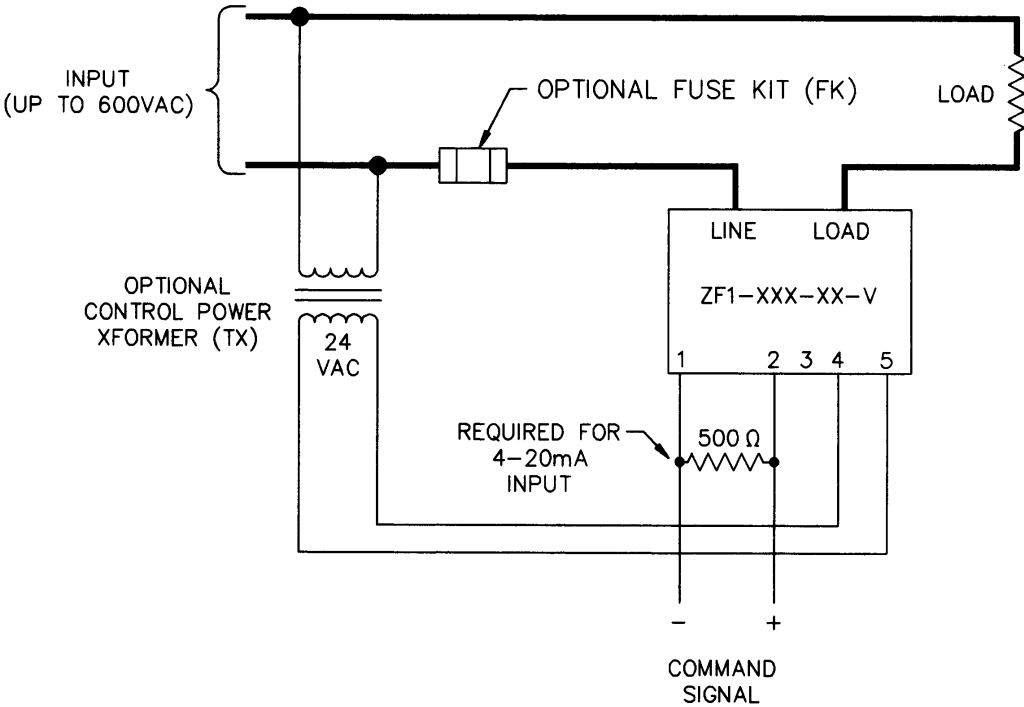 INPUT
(UP TO 600VAC)
OPTIONAL FUSE KIT (FK)
LOAD
LINE LOAD
ZF1-XXX-XX-V
1 2 3 4 5
OPTIONAL
CONTROL POWER
XFORMER (TX)
24
VAC
REQUIRED FOR
4-20mA
INPUT
500 Ω
- +
COMMAND
SIGNAL